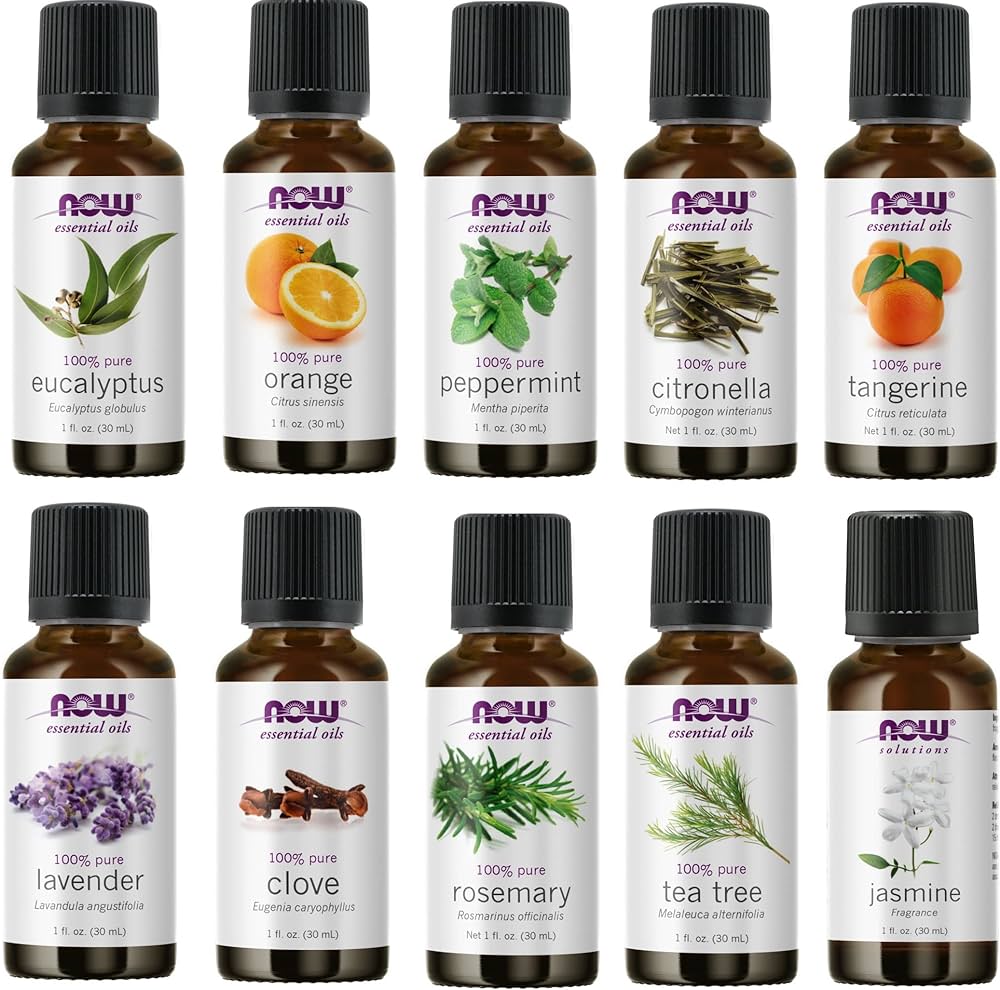 now®
essential oils
100% pure
eucalyptus
Eucalyptus globulus
1 fl. oz. (30 mL)
now®
essential oils
100% pure
orange
Citrus sinensis
1 fl. oz. (30 mL)
now®
essential oils
100% pure
peppermint
Mentha piperita
1 fl. oz. (30 mL)
now®
essential oils
100% pure
citronella
Cymbopogon winterianus
Net 1 fl. oz. (30 mL)
now®
essential oils
100% pure
tangerine
Citrus reticulata
Net 1 fl. oz. (30 mL)
now®
essential oils
100% pure
lavender
Lavandula angustifolia
1 fl. oz. (30 mL)
now®
essential oils
100% pure
clove
Eugenia caryophyllus
1 fl. oz. (30 mL)
now®
essential oils
100% pure
rosemary
Rosmarinus officinalis
Net 1 fl. oz. (30 mL)
now®
essential oils
100% pure
tea tree
Melaleuca alternifolia
1 fl. oz. (30 mL)
now®
solutions
jasmine
Fragrance
1 fl. oz. (30 mL)